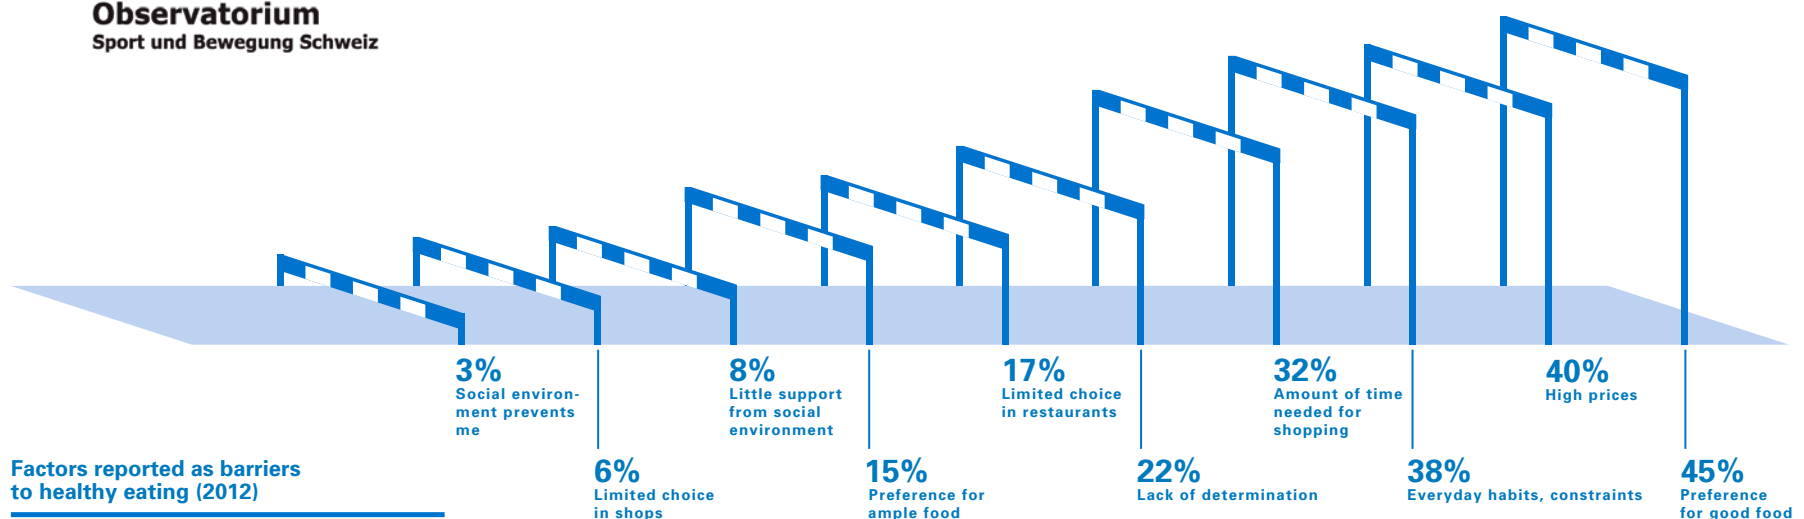 Observatorium
Sport und Bewegung Schweiz
3%
Social environ-
ment prevents
me
8%
Little support
from social
environment
17%
Limited choice
in restaurants
32%
Amount of time
needed for
shopping
40%
High prices
Factors reported as barriers
to healthy eating (2012)
6%
Limited choice
in shops
15%
Preference for
ample food
22%
Lack of determination
38%
Everyday habits, constraints
45%
Preference
for good food